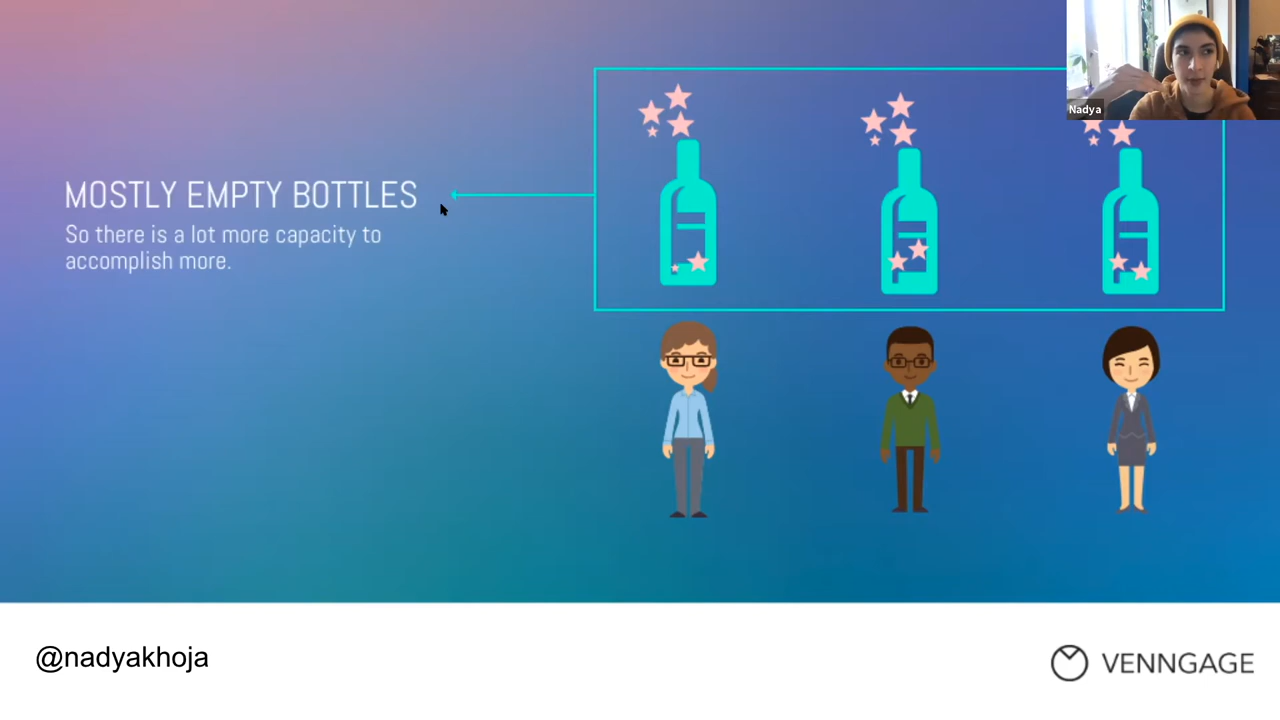 Nadya
MOSTLY EMPTY BOTTLES
So there is a lot more capacity to
accomplish more.
@nadyakhoja
VENNGAGE